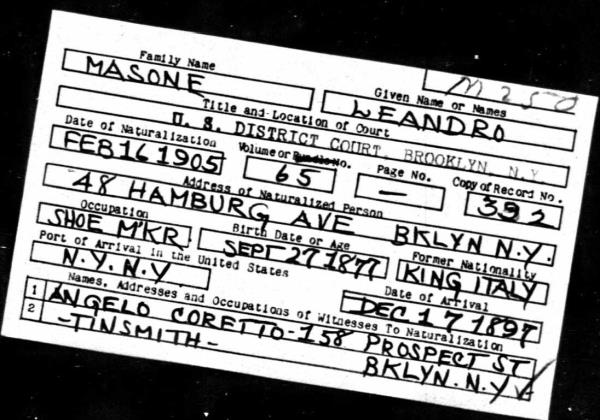 M 250
Family Name
MASONE
Given Name or Names
LEANDRO
Title and Location of Court
U. S. DISTRICT COURT BROOKLYN N.Y.
Date of Naturalization
FEB 16 1905
Volume or Bundle No.
65
Page No.
—
Copy of Record No.
392
Address of Naturalized Person
48 HAMBURG AVE BKLYN N.Y.
Occupation
SHOE M'KR.
Birth Date or Age
SEPT 27 1877
Former Nationality
KING ITALY
Port of Arrival in the United States
N.Y. N.Y
Date of Arrival
DEC 17 1897
Names, Addresses and Occupations of Witnesses To Naturalization
1 ANGELO CORETTO-158 PROSPECT ST
2 -TINSMITH- BKLYN. N.Y.